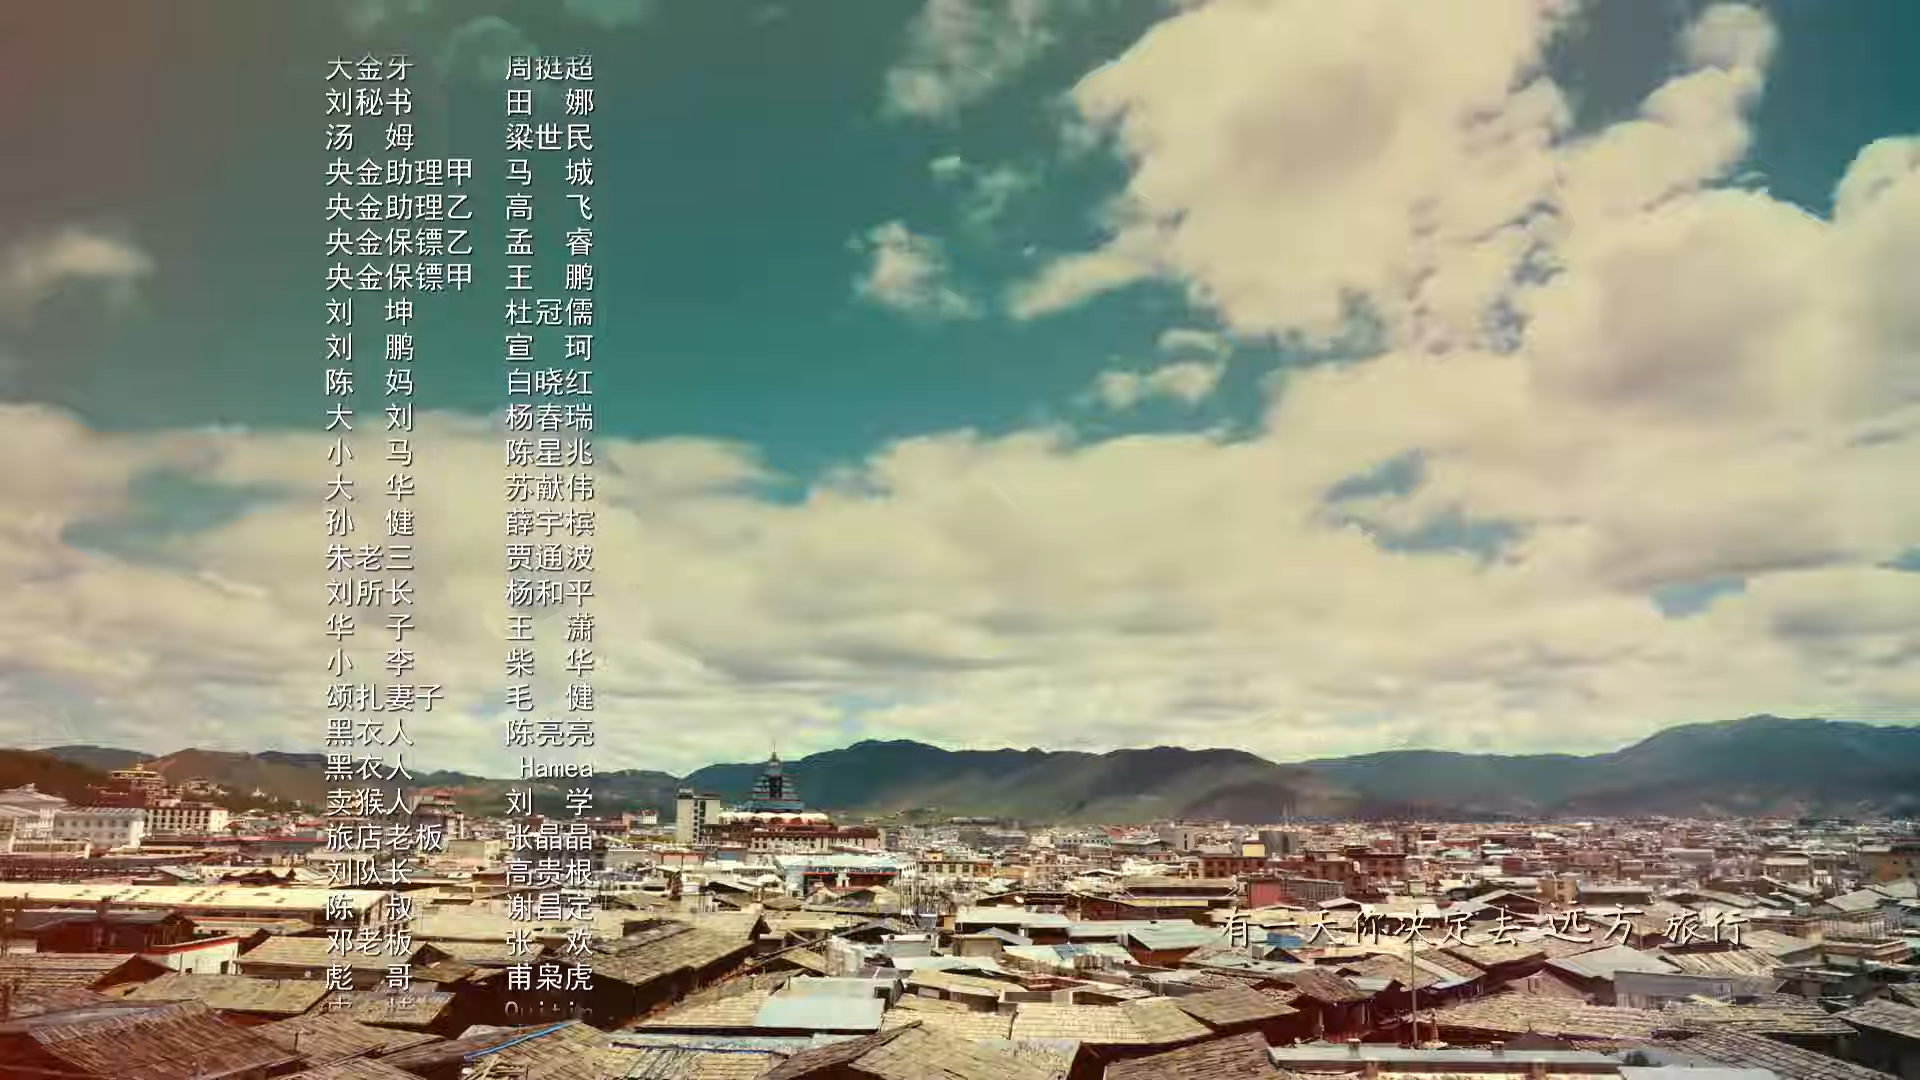 大金牙 周挺超
刘秘书 田 娜
汤 姆 梁世民
央金助理甲 马 城
央金助理乙 高 飞
央金保镖乙 孟 睿
央金保镖甲 王 鹏
刘 坤 杜冠儒
刘 鹏 宣 珂
陈 妈 白晓红
大 刘 杨春瑞
小 马 陈星兆
大 华 苏献伟
孙 健 薛宇槟
朱老三 贾通波
刘所长 杨和平
华 子 王 潇
小 李 柴 华
颂扎妻子 毛 健
黑衣人 陈亮亮
黑衣人 Hamea
卖猴人 刘 学
旅店老板 张晶晶
刘队长 高贵根
陈 叔 谢昌定
邓老板 张 欢
彪 哥 甫枭虎
有一天你决定去 远方 旅行